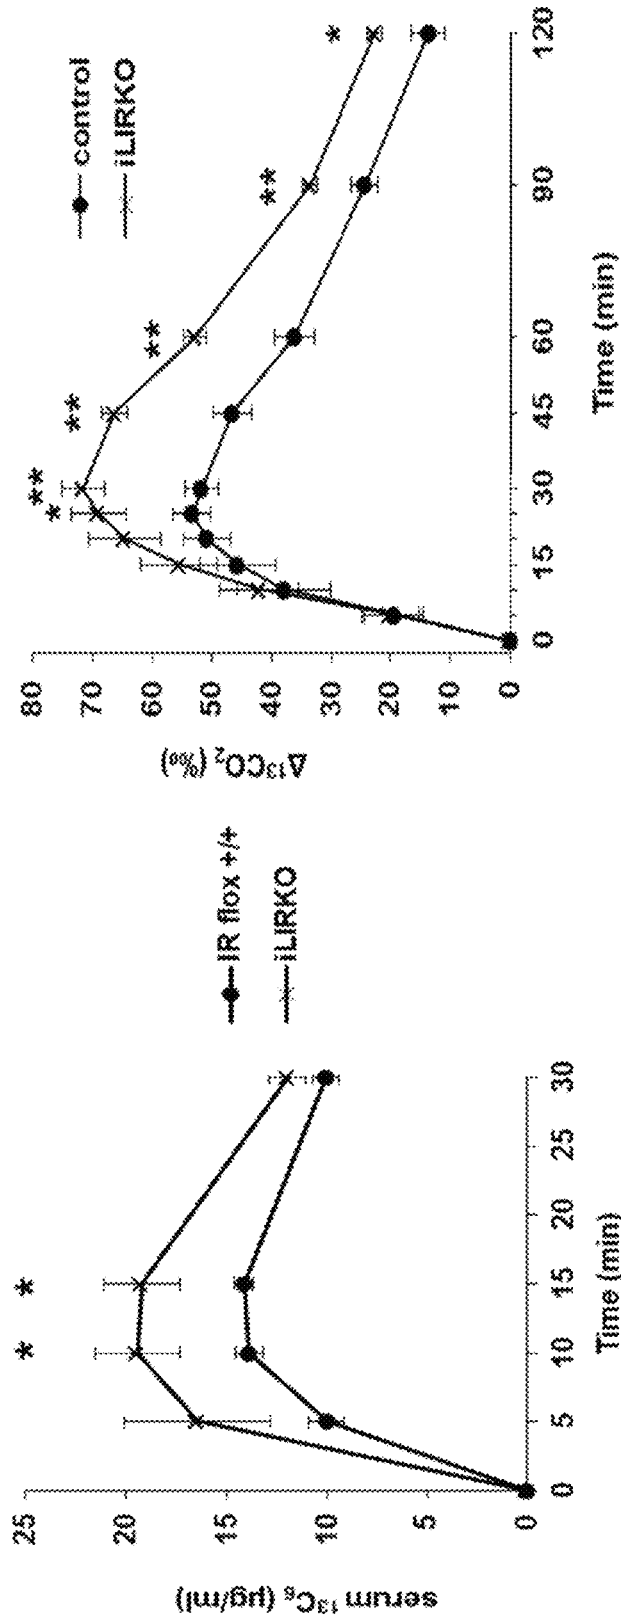 serum ¹³C₆ (µg/ml)
25
20
15
10
5
0
* *
0 5 10 15 20 25 30
Time (min)
IR flox +/+
iLIRKO
Δ¹³CO₂ (‰)
80
70
60
50
40
30
20
10
0
* ** ** ** ** *
0 15 30 45 60 90 120
Time (min)
control
iLIRKO